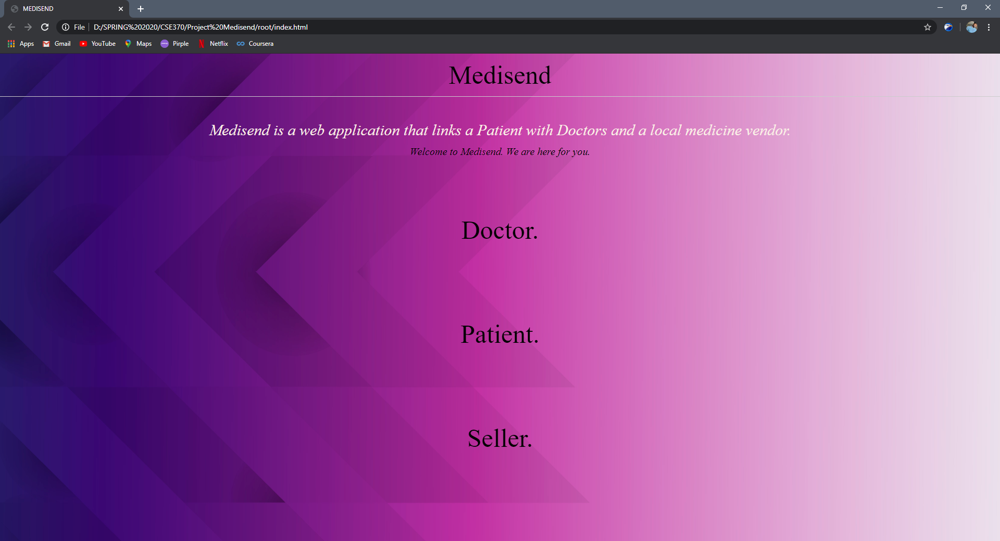 MEDISEND
File D:/SPRING%202020/CSE370/Project%20Medisend/root/index.html
Apps Gmail YouTube Maps Pirple Netflix Coursera
Medisend
Medisend is a web application that links a Patient with Doctors and a local medicine vendor.
Welcome to Medisend. We are here for you.
Doctor.
Patient.
Seller.